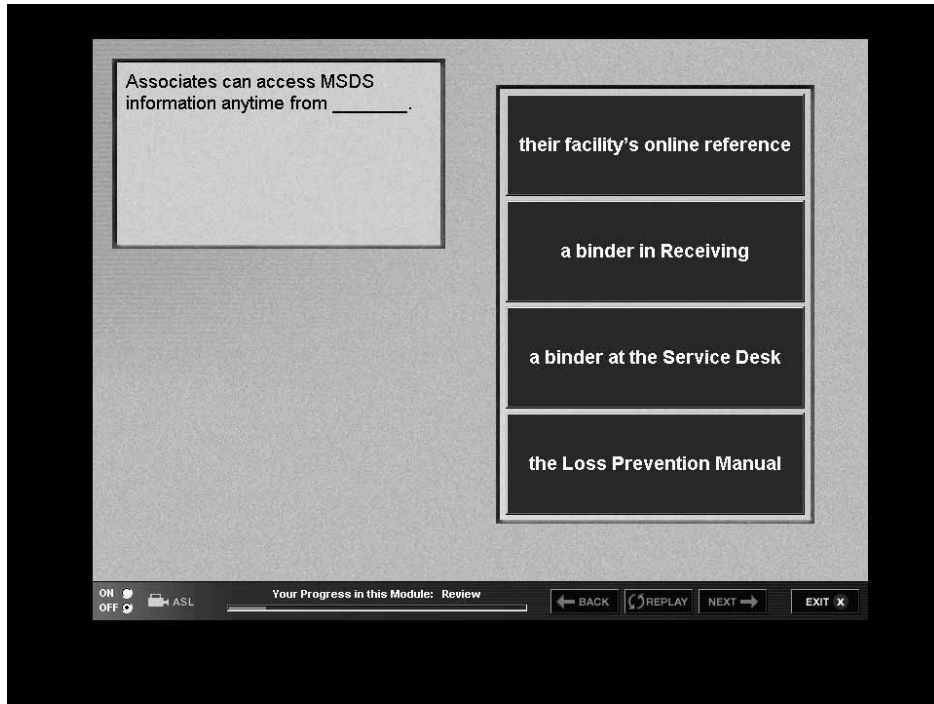 Associates can access MSDS
information anytime from ________.
their facility's online reference
a binder in Receiving
a binder at the Service Desk
the Loss Prevention Manual
ON
OFF
ASL
Your Progress in this Module: Review
BACK
REPLAY
NEXT
EXIT X